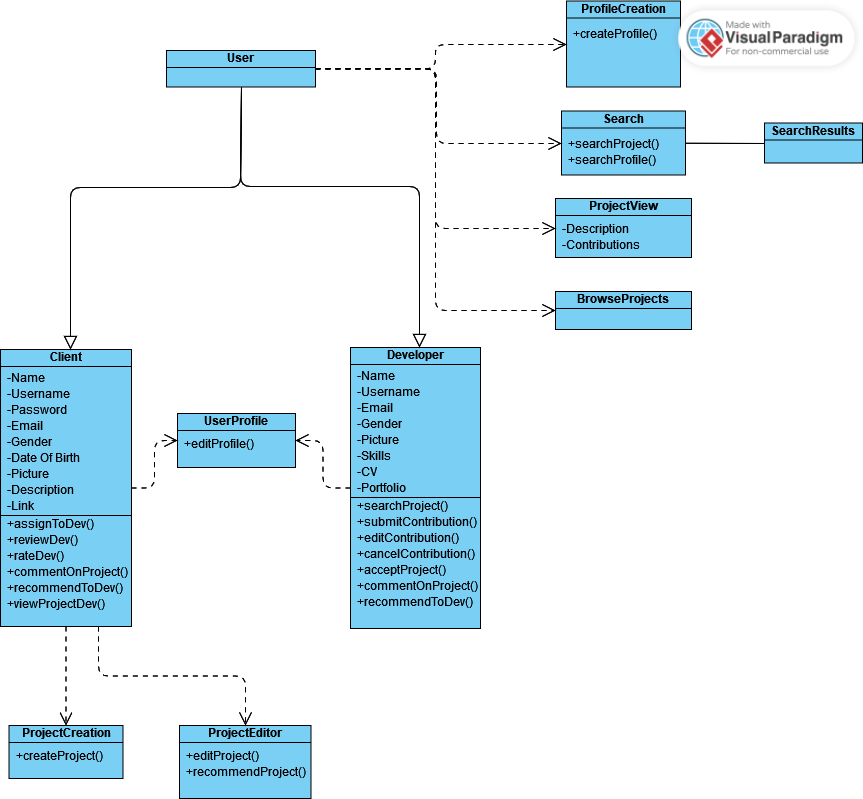 ProfileCreation
+createProfile()
Made with
VisualParadigm
For non-commercial use
User
Search
+searchProject()
+searchProfile()
SearchResults
ProjectView
-Description
-Contributions
BrowseProjects
Client
-Name
-Username
-Password
-Email
-Gender
-Date Of Birth
-Picture
-Description
-Link
+assignToDev()
+reviewDev()
+rateDev()
+commentOnProject()
+recommendToDev()
+viewProjectDev()
UserProfile
+editProfile()
Developer
-Name
-Username
-Email
-Gender
-Picture
-Skills
-CV
-Portfolio
+searchProject()
+submitContribution()
+editContribution()
+cancelContribution()
+acceptProject()
+commentOnProject()
+recommendToDev()
ProjectCreation
+createProject()
ProjectEditor
+editProject()
+recommendProject()